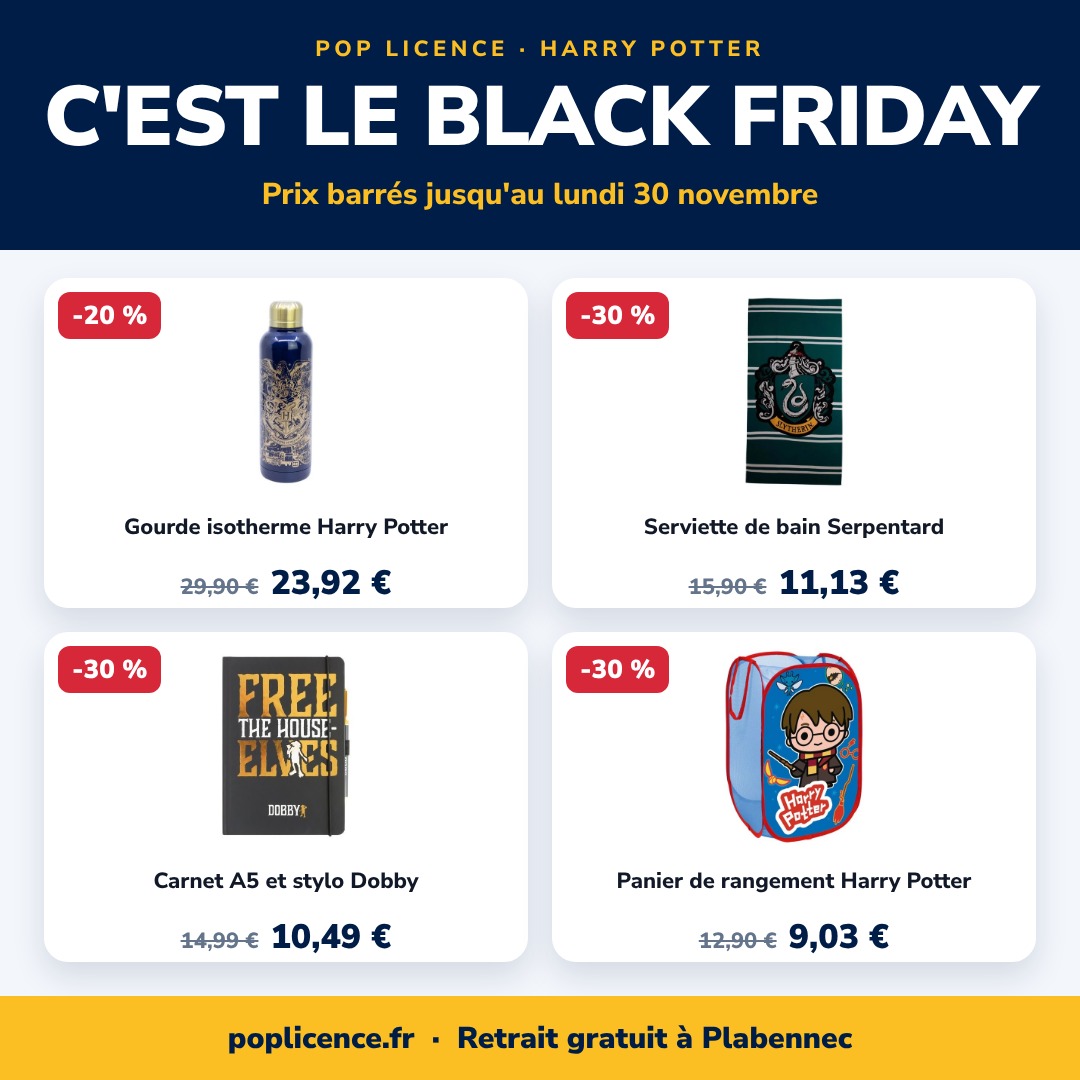 POP LICENCE · HARRY POTTER
C'EST LE BLACK FRIDAY
Prix barrés jusqu'au lundi 30 novembre
-20 %
Gourde isotherme Harry Potter
29,90 € 23,92 €
-30 %
SLYTHERIN
Serviette de bain Serpentard
15,90 € 11,13 €
-30 %
FREE
THE HOUSE-
ELVES
DOBBY
Carnet A5 et stylo Dobby
14,99 € 10,49 €
-30 %
Harry
Potter
Panier de rangement Harry Potter
12,90 € 9,03 €
poplicence.fr · Retrait gratuit à Plabennec